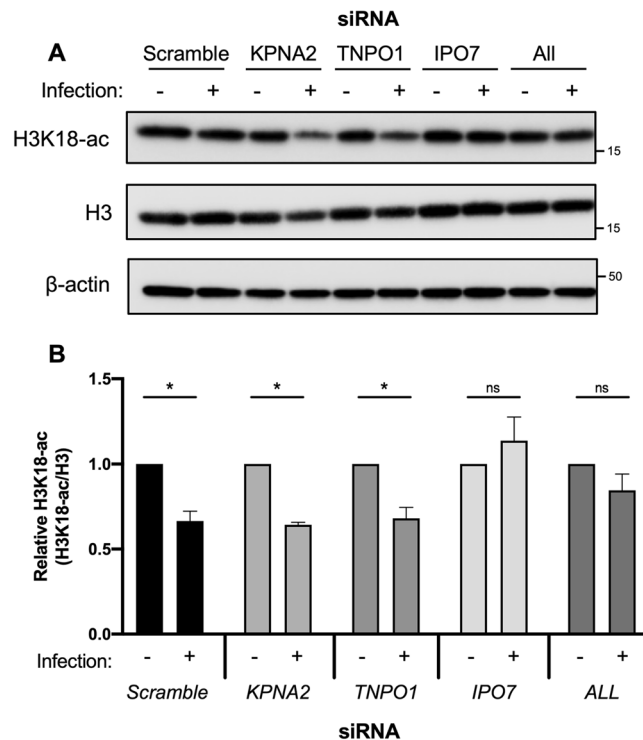 siRNA
A
Scramble KPNA2 TNPO1 IPO7 All
Infection: - + - + - + - + - +
H3K18-ac
15
H3
15
β-actin
50
B
Relative H3K18-ac
(H3K18-ac/H3)
1.5
1.0
0.5
0.0
* * * ns ns
Infection: - + - + - + - + - +
Scramble KPNA2 TNPO1 IPO7 ALL
siRNA